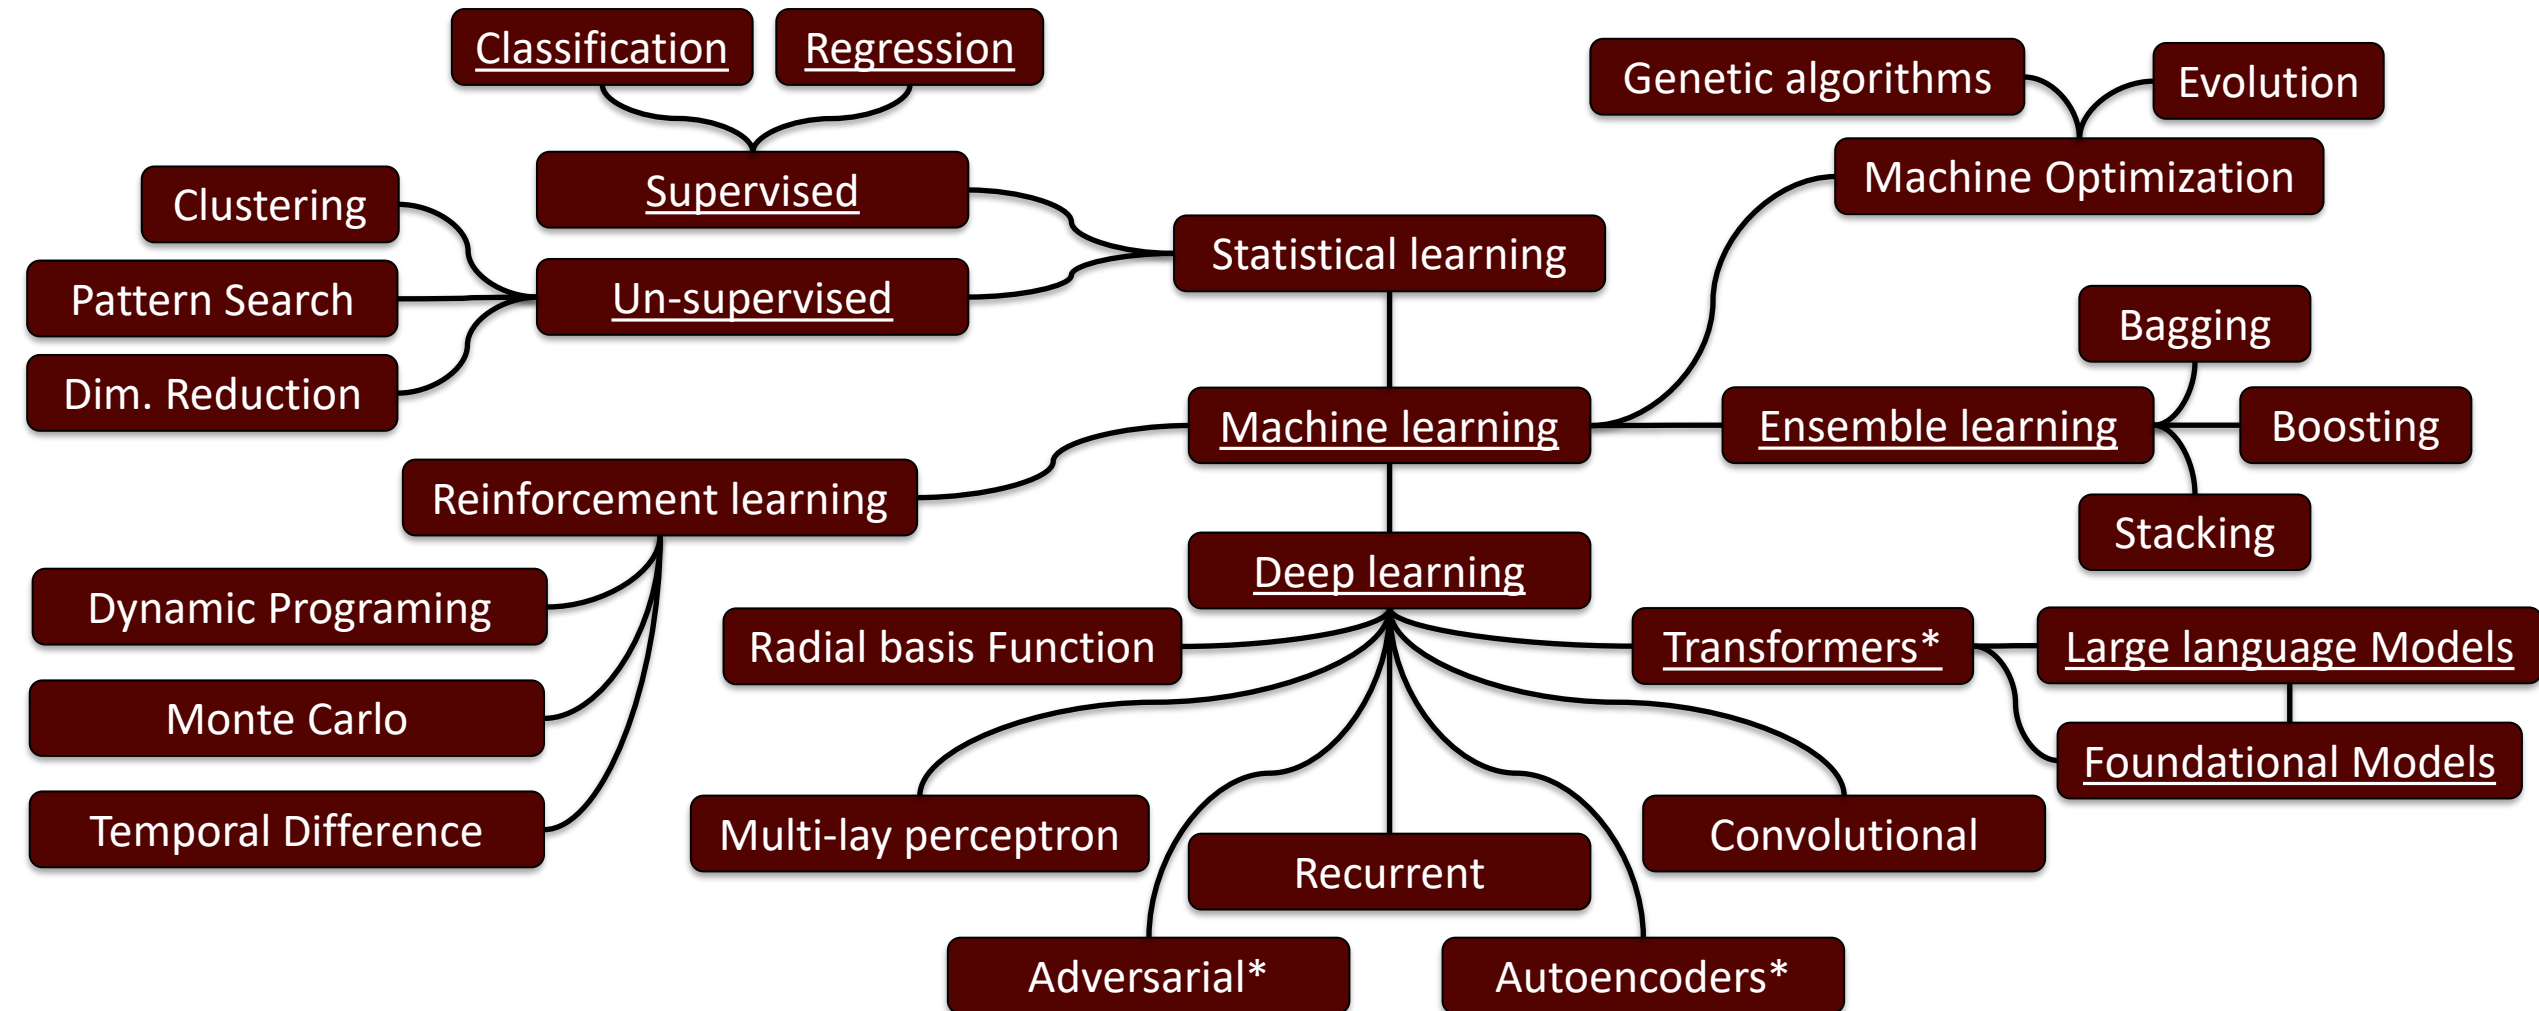 Classification
Regression
Genetic algorithms
Evolution
Supervised
Machine Optimization
Clustering
Statistical learning
Pattern Search
Un-supervised
Bagging
Dim. Reduction
Machine learning
Ensemble learning
Boosting
Reinforcement learning
Stacking
Deep learning
Dynamic Programing
Radial basis Function
Transformers*
Large language Models
Monte Carlo
Foundational Models
Temporal Difference
Multi-lay perceptron
Recurrent
Convolutional
Adversarial*
Autoencoders*